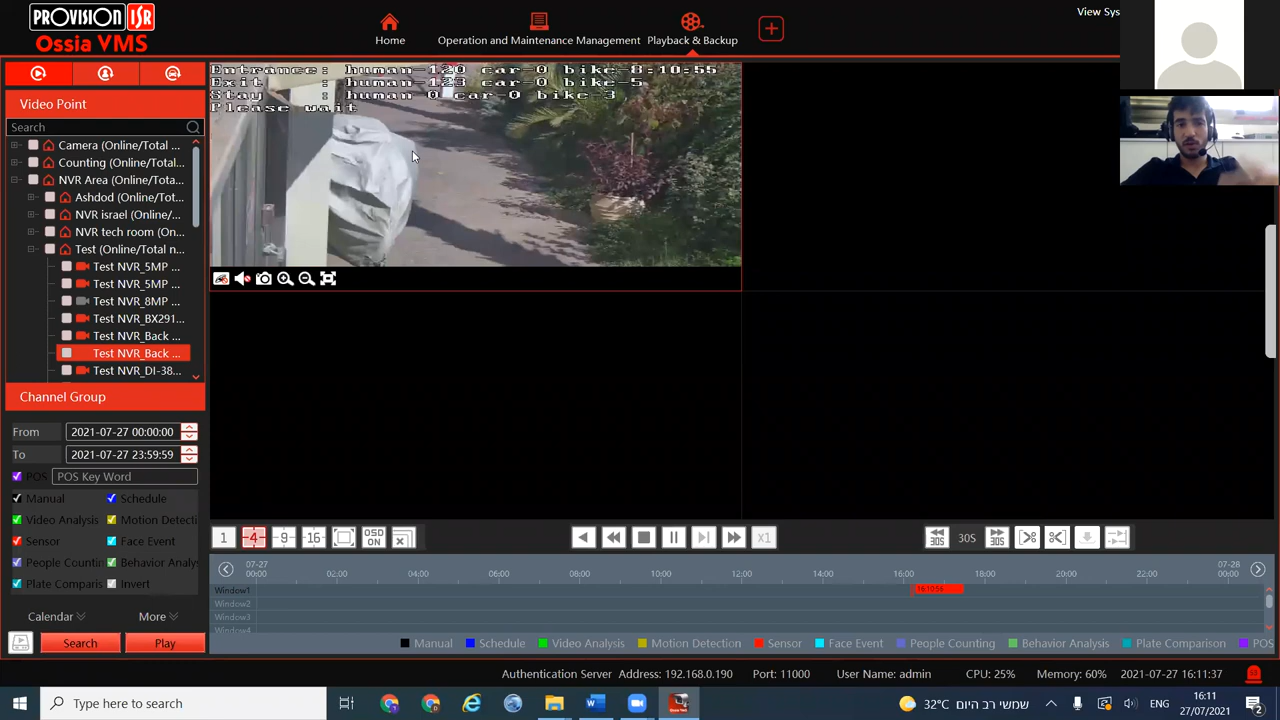 PROVISION ISR
Ossia VMS
Home
Operation and Maintenance Management
Playback & Backup
View Sys
Video Point
Search
Camera (Online/Total ...
Counting (Online/Total...
NVR Area (Online/Tota...
Ashdod (Online/Tot...
NVR israel (Online/...
NVR tech room (On...
Test (Online/Total n...
Test NVR_5MP ...
Test NVR_5MP ...
Test NVR_8MP ...
Test NVR_BX291...
Test NVR_Back ...
Test NVR_Back ...
Test NVR_DI-38...
Entrance: human-120 car-0 bike-8:10:55
Exit : human-123 car-0 bike-5
Stay : human-0 car-0 bike-3
Please wait
Channel Group
From 2021-07-27 00:00:00
To 2021-07-27 23:59:59
POS POS Key Word
Manual Schedule
Video Analysis Motion Detecti
Sensor Face Event
People Counti Behavior Analy
Plate Comparis Invert
Calendar More
Search Play
1 4 9 16 OSD ON
x1
30S 30S 30S
07-27 07-28
00:00 02:00 04:00 06:00 08:00 10:00 12:00 14:00 16:00 18:00 20:00 22:00 00:00
Window1 16:10:56
Window2
Window3
Window4
Manual Schedule Video Analysis Motion Detection Sensor Face Event People Counting Behavior Analysis Plate Comparison POS
Authentication Server Address: 192.168.0.190 Port: 11000 User Name: admin CPU: 25% Memory: 60% 2021-07-27 16:11:37
Type here to search
32°C שמשי רב היום
ENG
16:11
27/07/2021
2